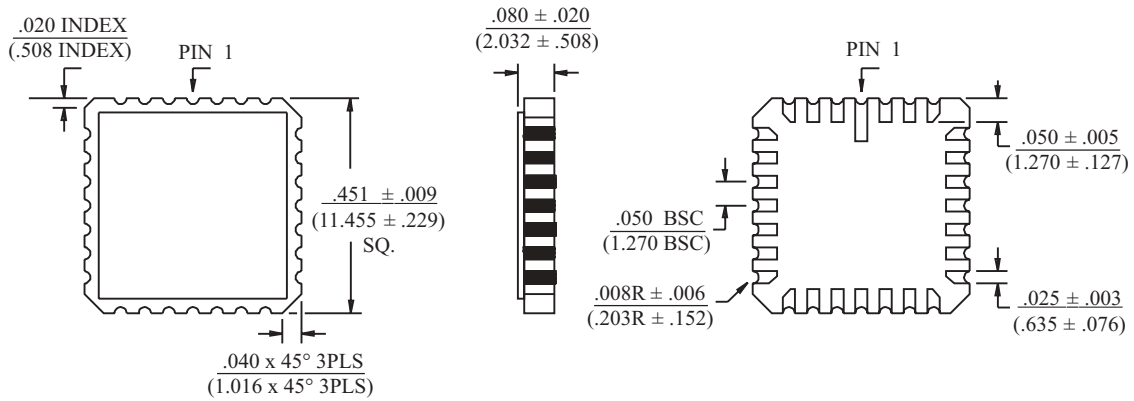 .020 INDEX
(.508 INDEX)
PIN 1
.451 ± .009
(11.455 ± .229)
SQ.
.040 x 45° 3PLS
(1.016 x 45° 3PLS)
.080 ± .020
(2.032 ± .508)
PIN 1
.050 ± .005
(1.270 ± .127)
.050 BSC
(1.270 BSC)
.008R ± .006
(.203R ± .152)
.025 ± .003
(.635 ± .076)